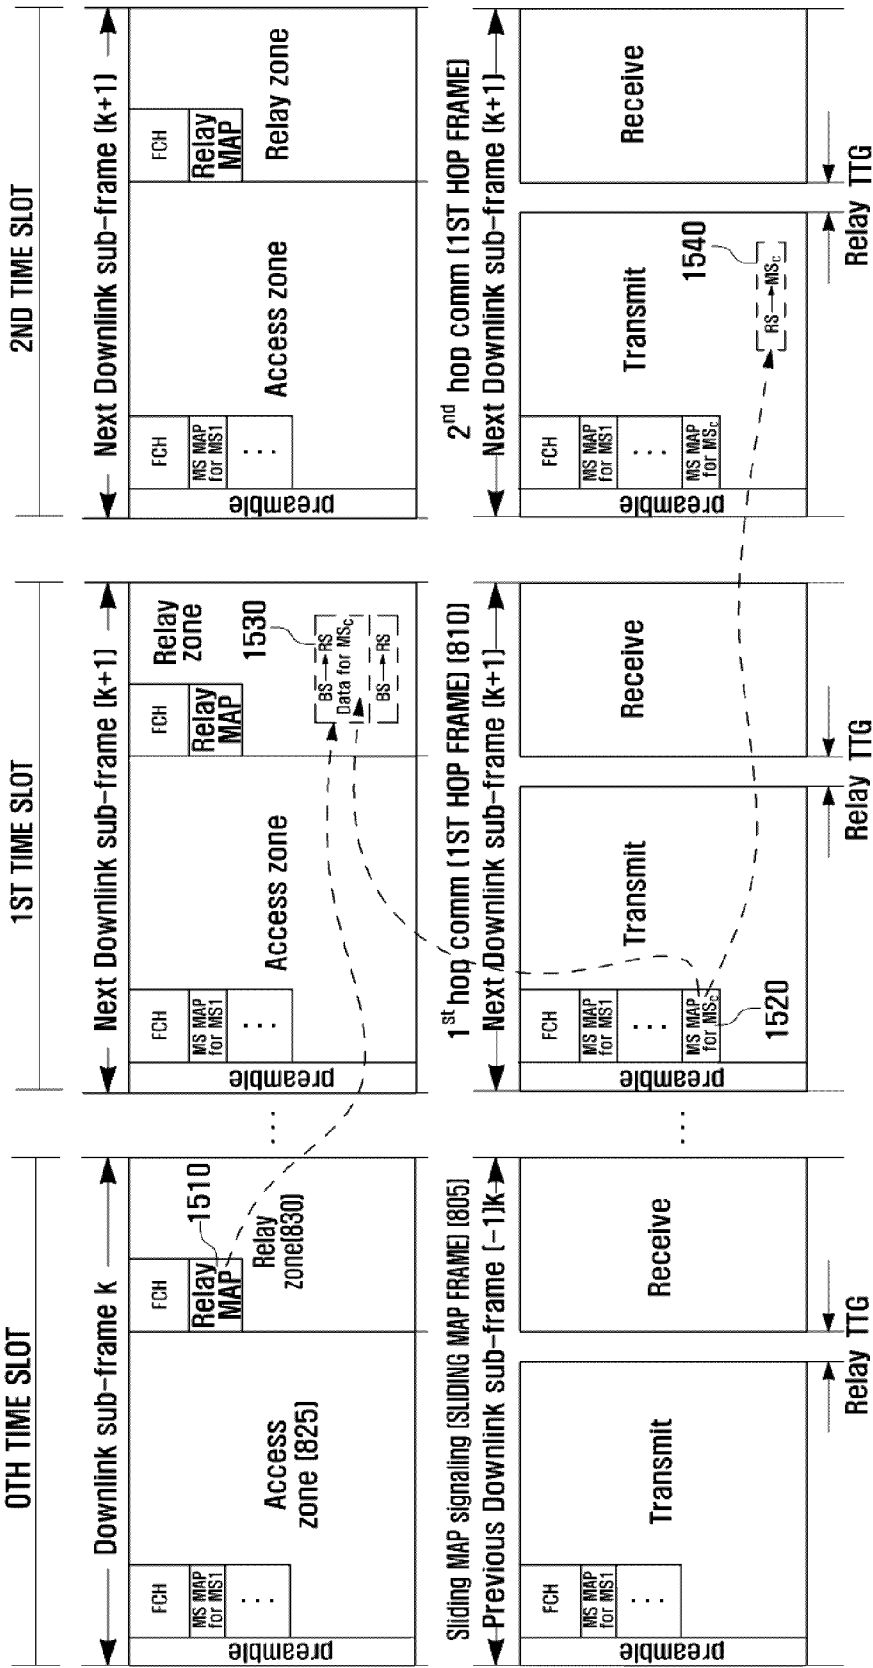 0TH TIME SLOT
1ST TIME SLOT
2ND TIME SLOT
Downlink sub-frame k
Next Downlink sub-frame (k+1)
Next Downlink sub-frame (k+1)
preamble
FCH
MS MAP
for MS1
...
Access
zone (825)
FCH
Relay
MAP
1510
Relay
zone(830)
...
preamble
FCH
MS MAP
for MS1
...
Access zone
FCH
Relay
MAP
Relay
zone
1530
BS→RS
Data for MSc
BS→RS
preamble
FCH
MS MAP
for MS1
...
Access zone
FCH
Relay
MAP
Relay zone
Sliding MAP signaling (SLIDING MAP FRAME) (805)
Previous Downlink sub-frame (-1)k
1st hop comm (1ST HOP FRAME) (810)
Next Downlink sub-frame (k+1)
2nd hop comm (1ST HOP FRAME)
Next Downlink sub-frame (k+1)
preamble
FCH
MS MAP
for MS1
...
Transmit
Receive
Relay TTG
...
preamble
FCH
MS MAP
for MS1
...
MS MAP
for MSc
1520
Transmit
Receive
Relay TTG
preamble
FCH
MS MAP
for MS1
...
MS MAP
for MSc
Transmit
1540
RS→MSc
Receive
Relay TTG